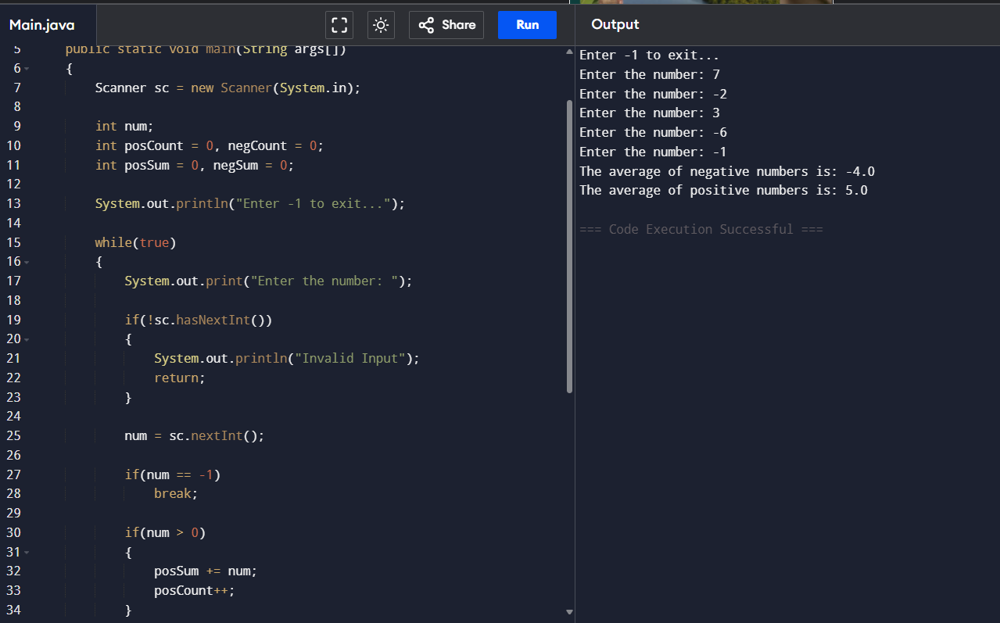 Main.java
Share
Run
Output
5 public static void main(String args[])
6 {
7 Scanner sc = new Scanner(System.in);
8
9 int num;
10 int posCount = 0, negCount = 0;
11 int posSum = 0, negSum = 0;
12
13 System.out.println("Enter -1 to exit...");
14
15 while(true)
16 {
17 System.out.print("Enter the number: ");
18
19 if(!sc.hasNextInt())
20 {
21 System.out.println("Invalid Input");
22 return;
23 }
24
25 num = sc.nextInt();
26
27 if(num == -1)
28 break;
29
30 if(num > 0)
31 {
32 posSum += num;
33 posCount++;
34 }
Enter -1 to exit...
Enter the number: 7
Enter the number: -2
Enter the number: 3
Enter the number: -6
Enter the number: -1
The average of negative numbers is: -4.0
The average of positive numbers is: 5.0
=== Code Execution Successful ===